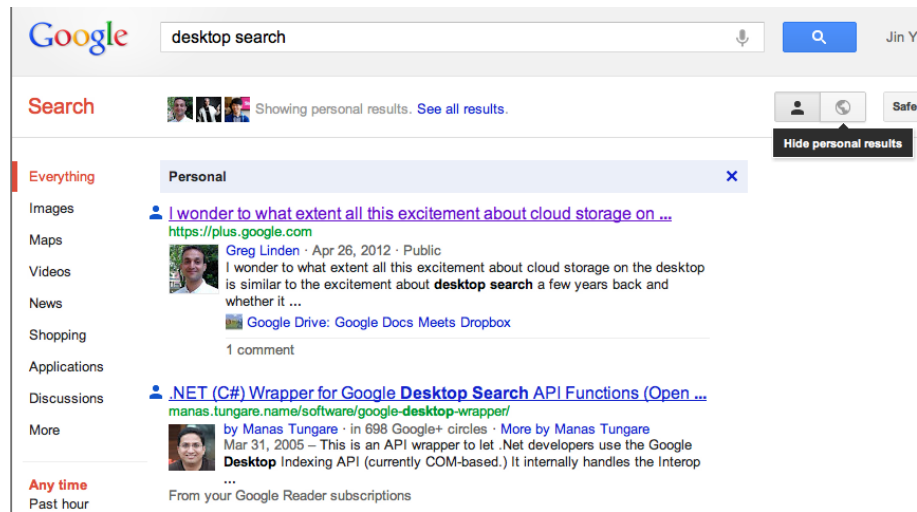 Google
desktop search
Jin Y
Search
Showing personal results. See all results.
Safe
Hide personal results
Everything
Images
Maps
Videos
News
Shopping
Applications
Discussions
More
Any time
Past hour
Personal
I wonder to what extent all this excitement about cloud storage on ...
https://plus.google.com
Greg Linden · Apr 26, 2012 · Public
I wonder to what extent all this excitement about cloud storage on the desktop
is similar to the excitement about desktop search a few years back and
whether it ...
Google Drive: Google Docs Meets Dropbox
1 comment
.NET (C#) Wrapper for Google Desktop Search API Functions (Open ...
manas.tungare.name/software/google-desktop-wrapper/
by Manas Tungare · in 698 Google+ circles · More by Manas Tungare
Mar 31, 2005 – This is an API wrapper to let .Net developers use the Google
Desktop Indexing API (currently COM-based.) It internally handles the Interop
...
From your Google Reader subscriptions